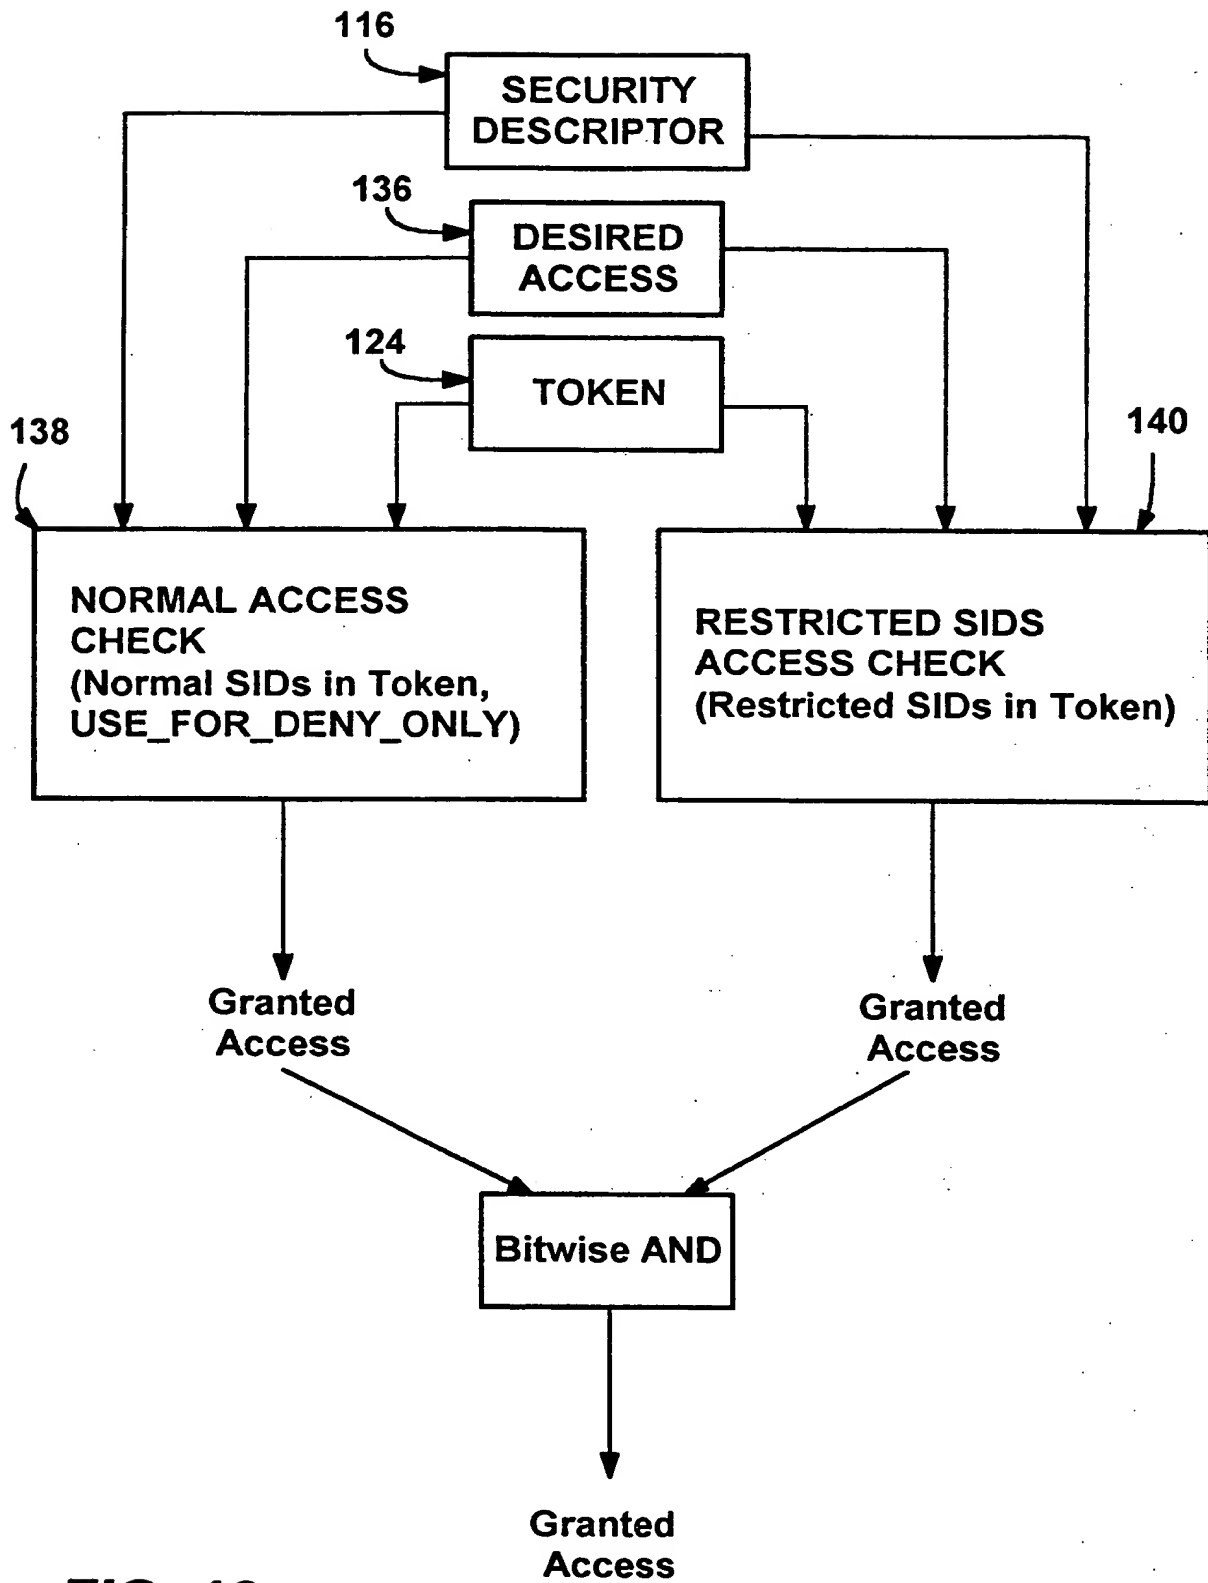 116
SECURITY
DESCRIPTOR
136
DESIRED
ACCESS
124
TOKEN
138
140
NORMAL ACCESS
CHECK
(Normal SIDs in Token,
USE_FOR_DENY_ONLY)
RESTRICTED SIDS
ACCESS CHECK
(Restricted SIDs in Token)
Granted
Access
Granted
Access
Bitwise AND
Granted
Access